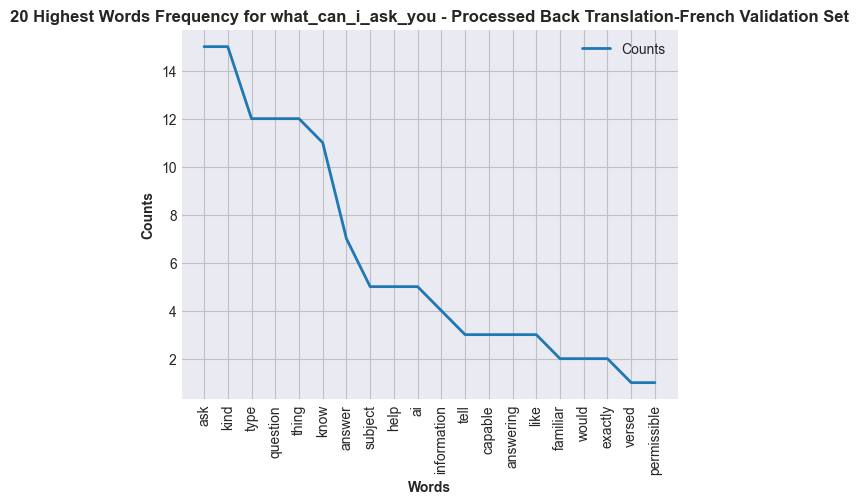 20 Highest Words Frequency for what_can_i_ask_you - Processed Back Translation-French Validation Set
Counts
14
12
10
8
6
4
2
Counts
ask
kind
type
question
thing
know
answer
subject
help
ai
information
tell
capable
answering
like
familiar
would
exactly
versed
permissible
Words